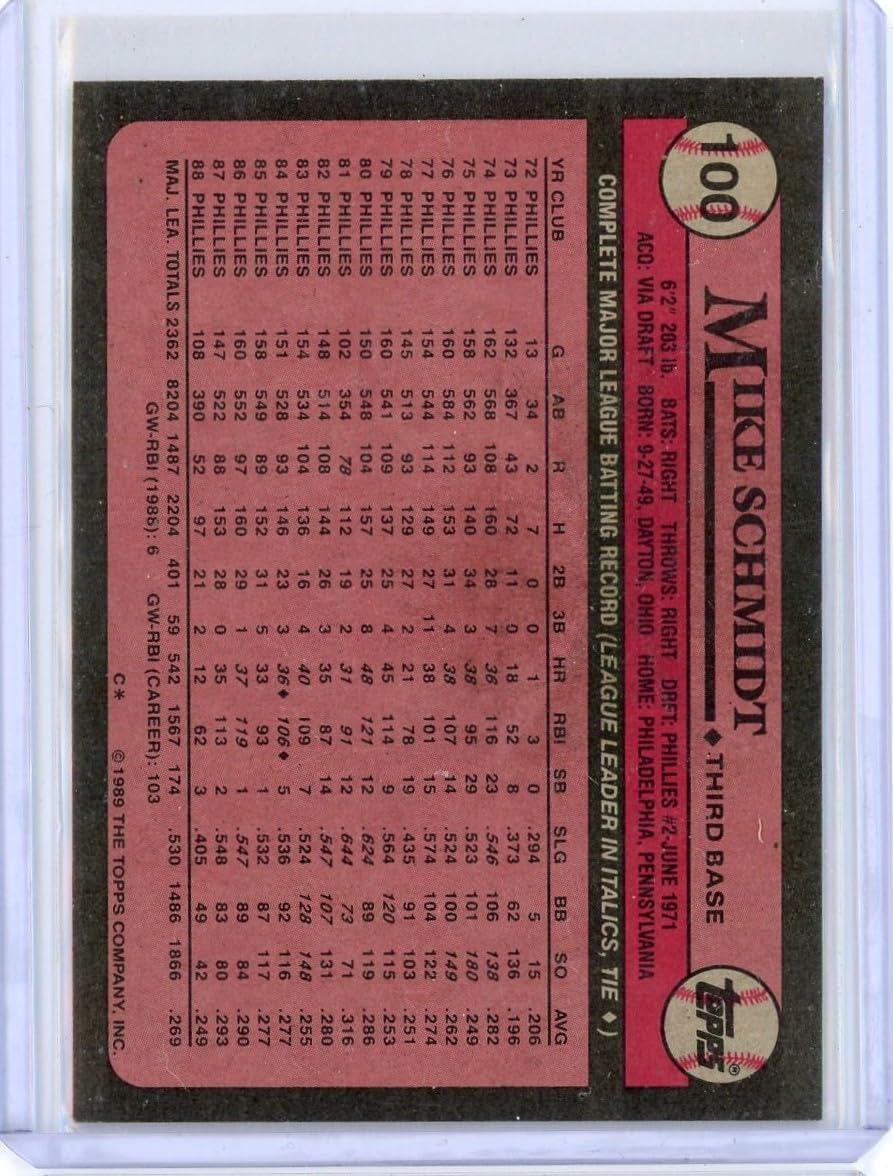 100
MIKE SCHMIDT ♦ THIRD BASE
topps®
6'2" 203 lb. BATS: RIGHT THROWS: RIGHT DRFT: PHILLIES #2-JUNE 1971
ACQ: VIA DRAFT BORN: 9-27-49, DAYTON, OHIO HOME: PHILADELPHIA, PENNSYLVANIA
COMPLETE MAJOR LEAGUE BATTING RECORD (LEAGUE LEADER IN ITALICS, TIE ♦)
YR CLUB G AB R H 2B 3B HR RBI SB SLG BB SO AVG
72 PHILLIES 13 34 2 7 0 0 1 3 0 .294 5 15 .206
73 PHILLIES 132 367 43 72 11 0 18 52 8 .373 62 136 .196
74 PHILLIES 162 568 108 160 28 7 36 116 23 .546 106 138 .282
75 PHILLIES 158 562 93 140 34 3 38 95 29 .523 101 180 .249
76 PHILLIES 160 584 112 153 31 4 38 107 14 .524 100 149 .262
77 PHILLIES 154 544 114 149 27 11 38 101 15 .574 104 122 .274
78 PHILLIES 145 513 93 129 27 2 21 78 19 .435 91 103 .251
79 PHILLIES 160 541 109 137 25 4 45 114 9 .564 120 115 .253
80 PHILLIES 150 548 104 157 25 8 48 121 12 .624 89 119 .286
81 PHILLIES 102 354 78 112 19 2 31 91 12 .644 73 71 .316
82 PHILLIES 148 514 108 144 26 3 35 87 14 .547 107 131 .280
83 PHILLIES 154 534 104 136 16 4 40 109 7 .524 128 148 .255
84 PHILLIES 151 528 93 146 23 3 36♦ 106♦ 5 .536 92 116 .277
85 PHILLIES 158 549 89 152 31 5 33 93 1 .532 87 117 .277
86 PHILLIES 160 552 97 160 29 1 37 119 1 .547 89 84 .290
87 PHILLIES 147 522 88 153 28 0 35 113 2 .548 83 80 .293
88 PHILLIES 108 390 52 97 21 2 12 62 3 .405 49 42 .249
MAJ. LEA. TOTALS 2362 8204 1487 2204 401 59 542 1567 174 .530 1486 1866 .269
GW-RBI (1988): 6 GW-RBI (CAREER): 103
C* © 1989 THE TOPPS COMPANY, INC.